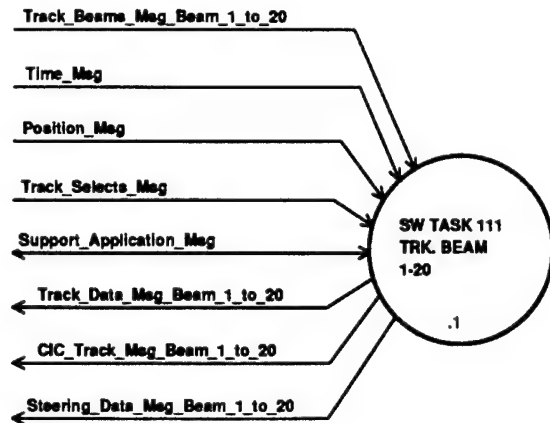 Track_Beams_Msg_Beam_1_to_20
Time_Msg
Position_Msg
Track_Selects_Msg
Support_Application_Msg
Track_Data_Msg_Beam_1_to_20
CIC_Track_Msg_Beam_1_to_20
Steering_Data_Msg_Beam_1_to_20
SW TASK 111
TRK. BEAM
1-20
.1